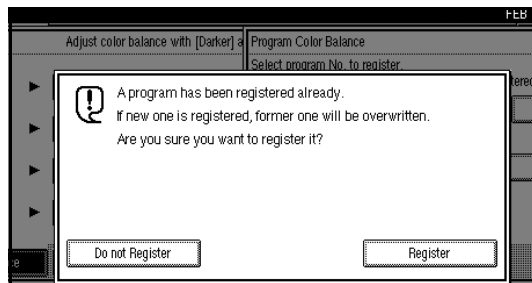 FEB
Adjust color balance with [Darker] a
Program Color Balance
Select program No. to register.
A program has been registered already.
If new one is registered, former one will be overwritten.
Are you sure you want to register it?
Do not Register
Register